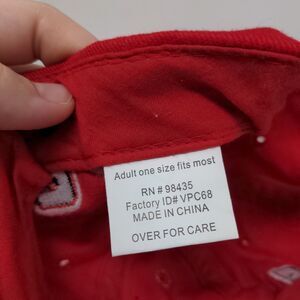 Adult one size fits most
RN # 98435
Factory ID# VPC68
MADE IN CHINA
OVER FOR CARE